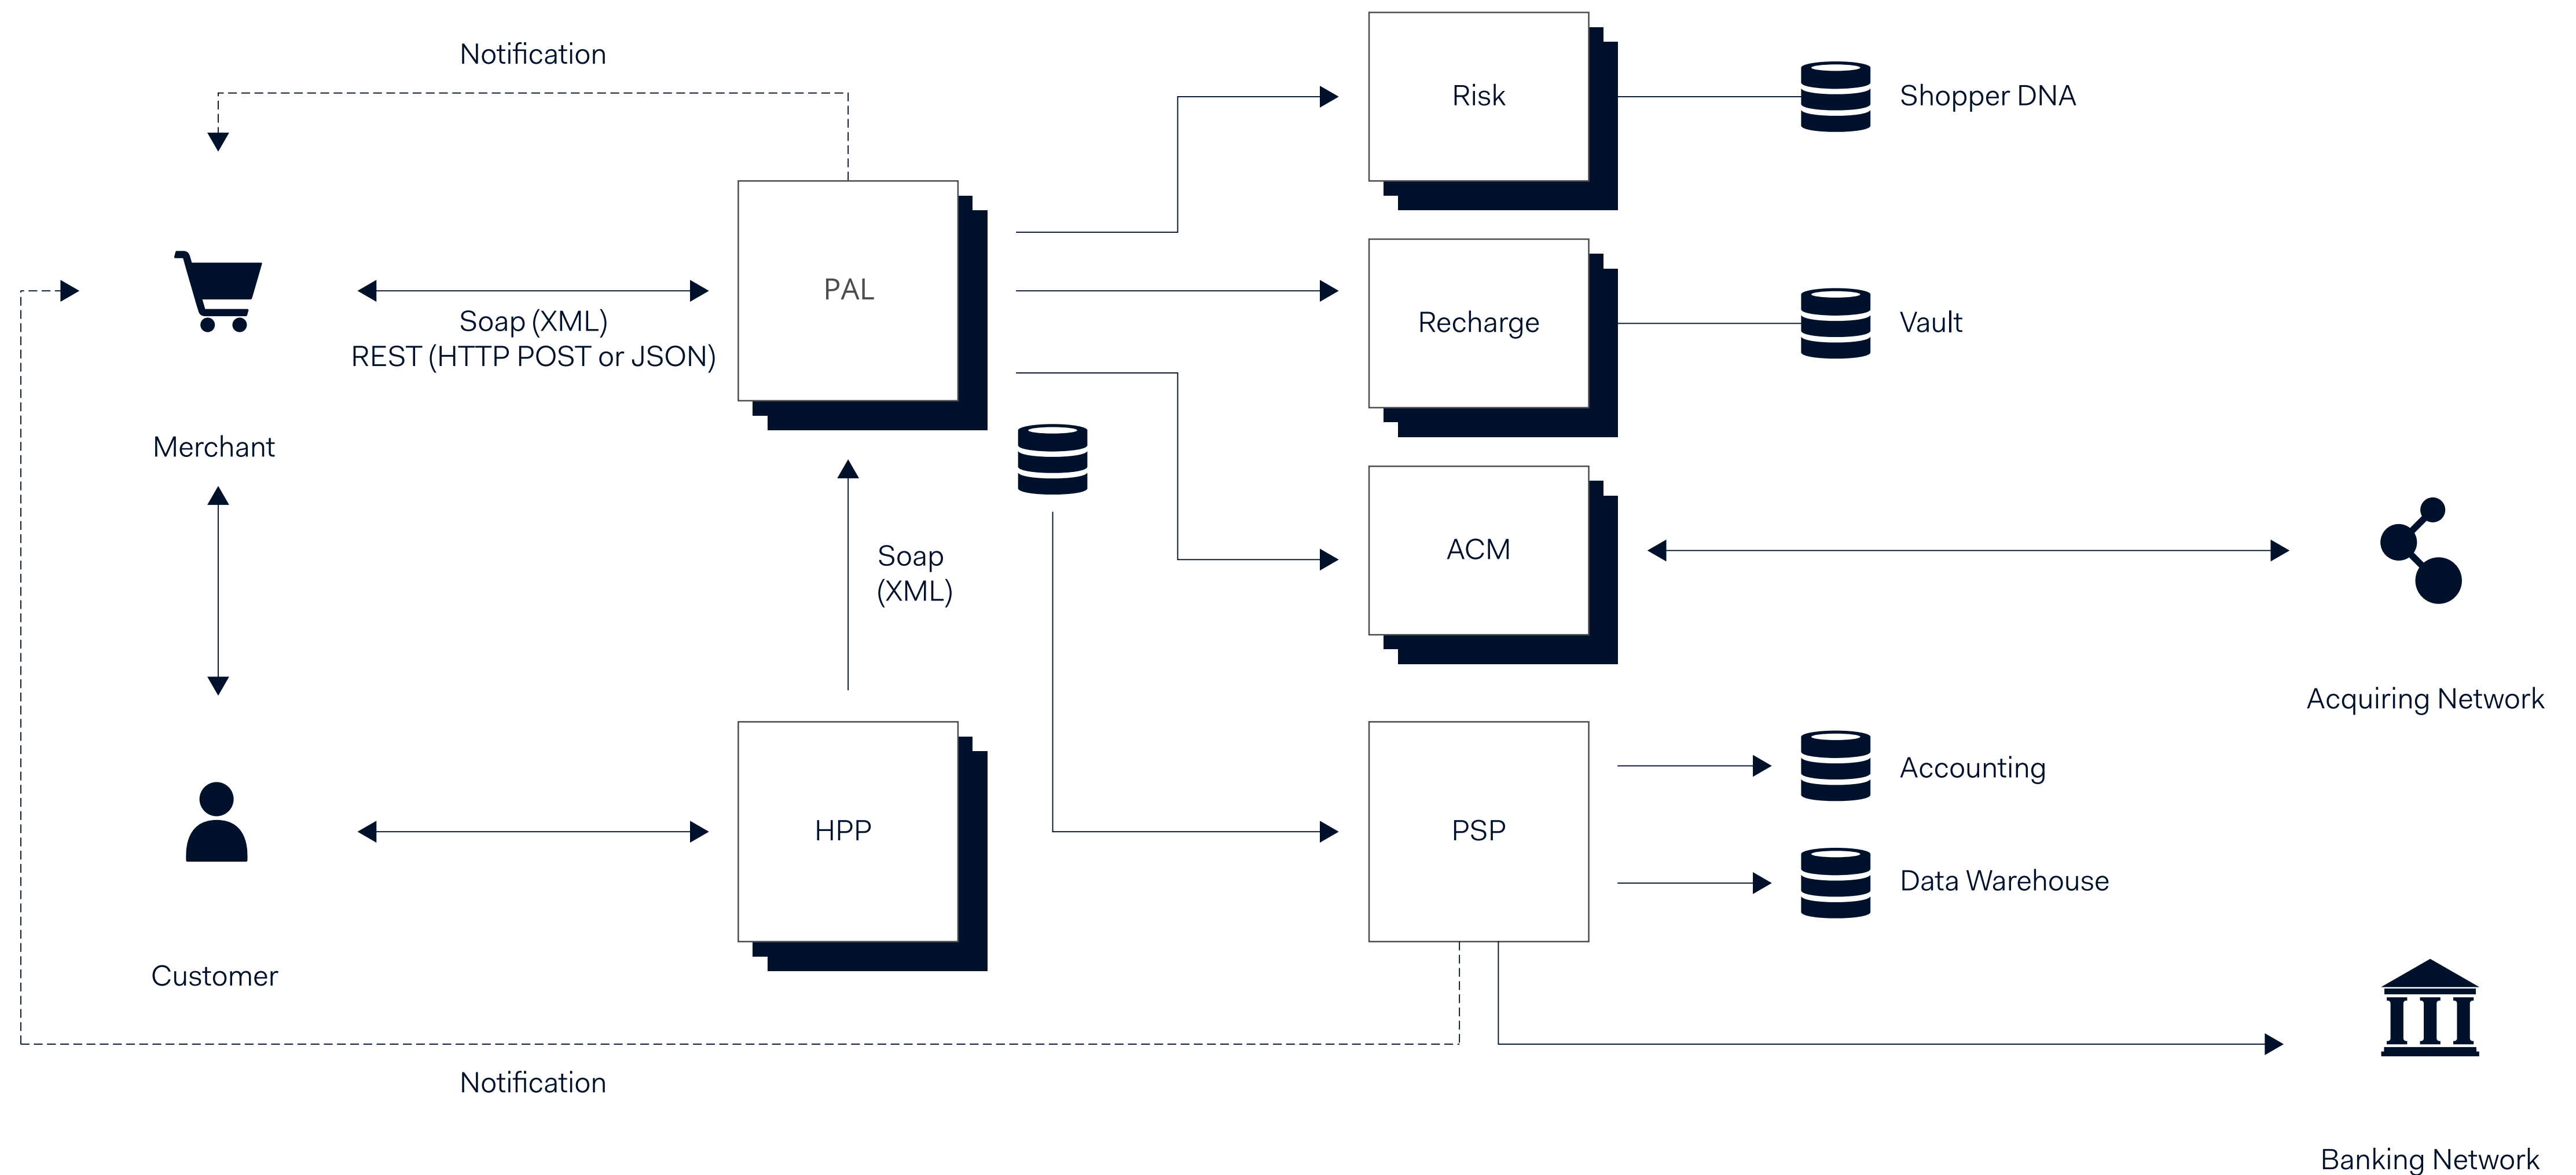 Notification
Risk
Shopper DNA
PAL
Soap (XML)
REST (HTTP POST or JSON)
Recharge
Vault
Merchant
Soap
(XML)
ACM
Acquiring Network
HPP
PSP
Accounting
Data Warehouse
Customer
Notification
Banking Network